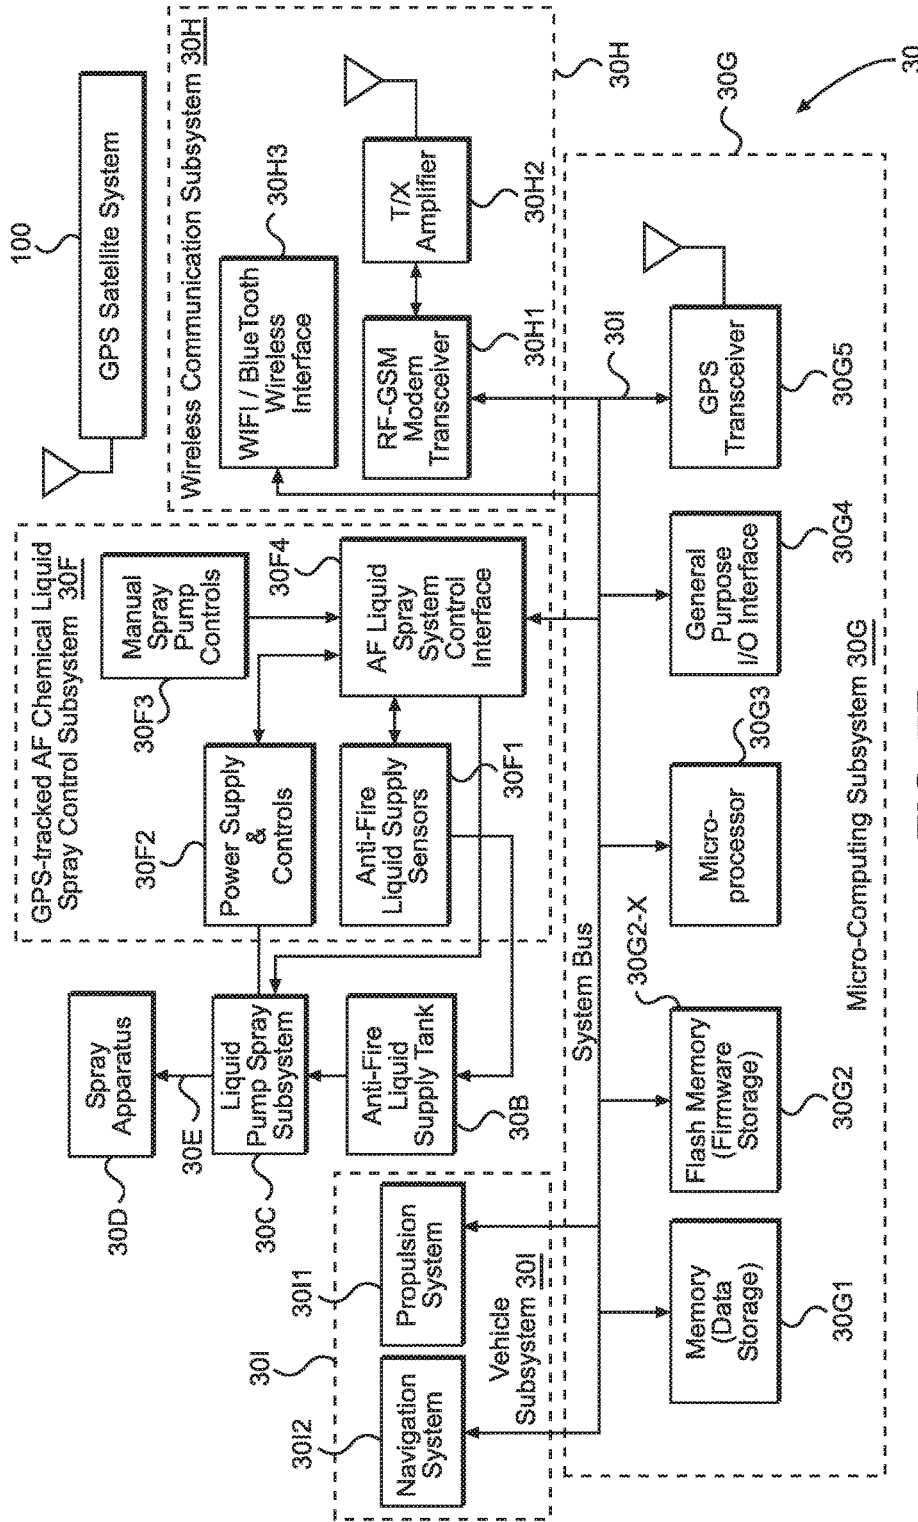 100
GPS Satellite System
GPS-tracked AF Chemical Liquid
Spray Control Subsystem 30F
Wireless Communication Subsystem 30H
30D
Spray
Apparatus
30E
30F2
30F3
Manual
Spray
Pump
Controls
30F4
WIFI / BlueTooth
Wireless
Interface
30H3
30C
Liquid
Pump Spray
Subsystem
Power Supply
&
Controls
AF Liquid
Spray
System
Control
Interface
RF-GSM
Modem
Transceiver
30H1
T/X
Amplifier
30H2
30H
30I
30I2
30I1
Navigation
System
Propulsion
System
Vehicle
Subsystem 30I
Anti-Fire
Liquid
Supply Tank
30B
Anti-Fire
Liquid Supply
Sensors
30F1
System Bus
30I
30G
30
Memory
(Data
Storage)
30G1
Flash Memory
(Firmware
Storage)
30G2
30G2-X
Micro-
processor
30G3
General
Purpose
I/O Interface
30G4
GPS
Transceiver
30G5
Micro-Computing Subsystem 30G